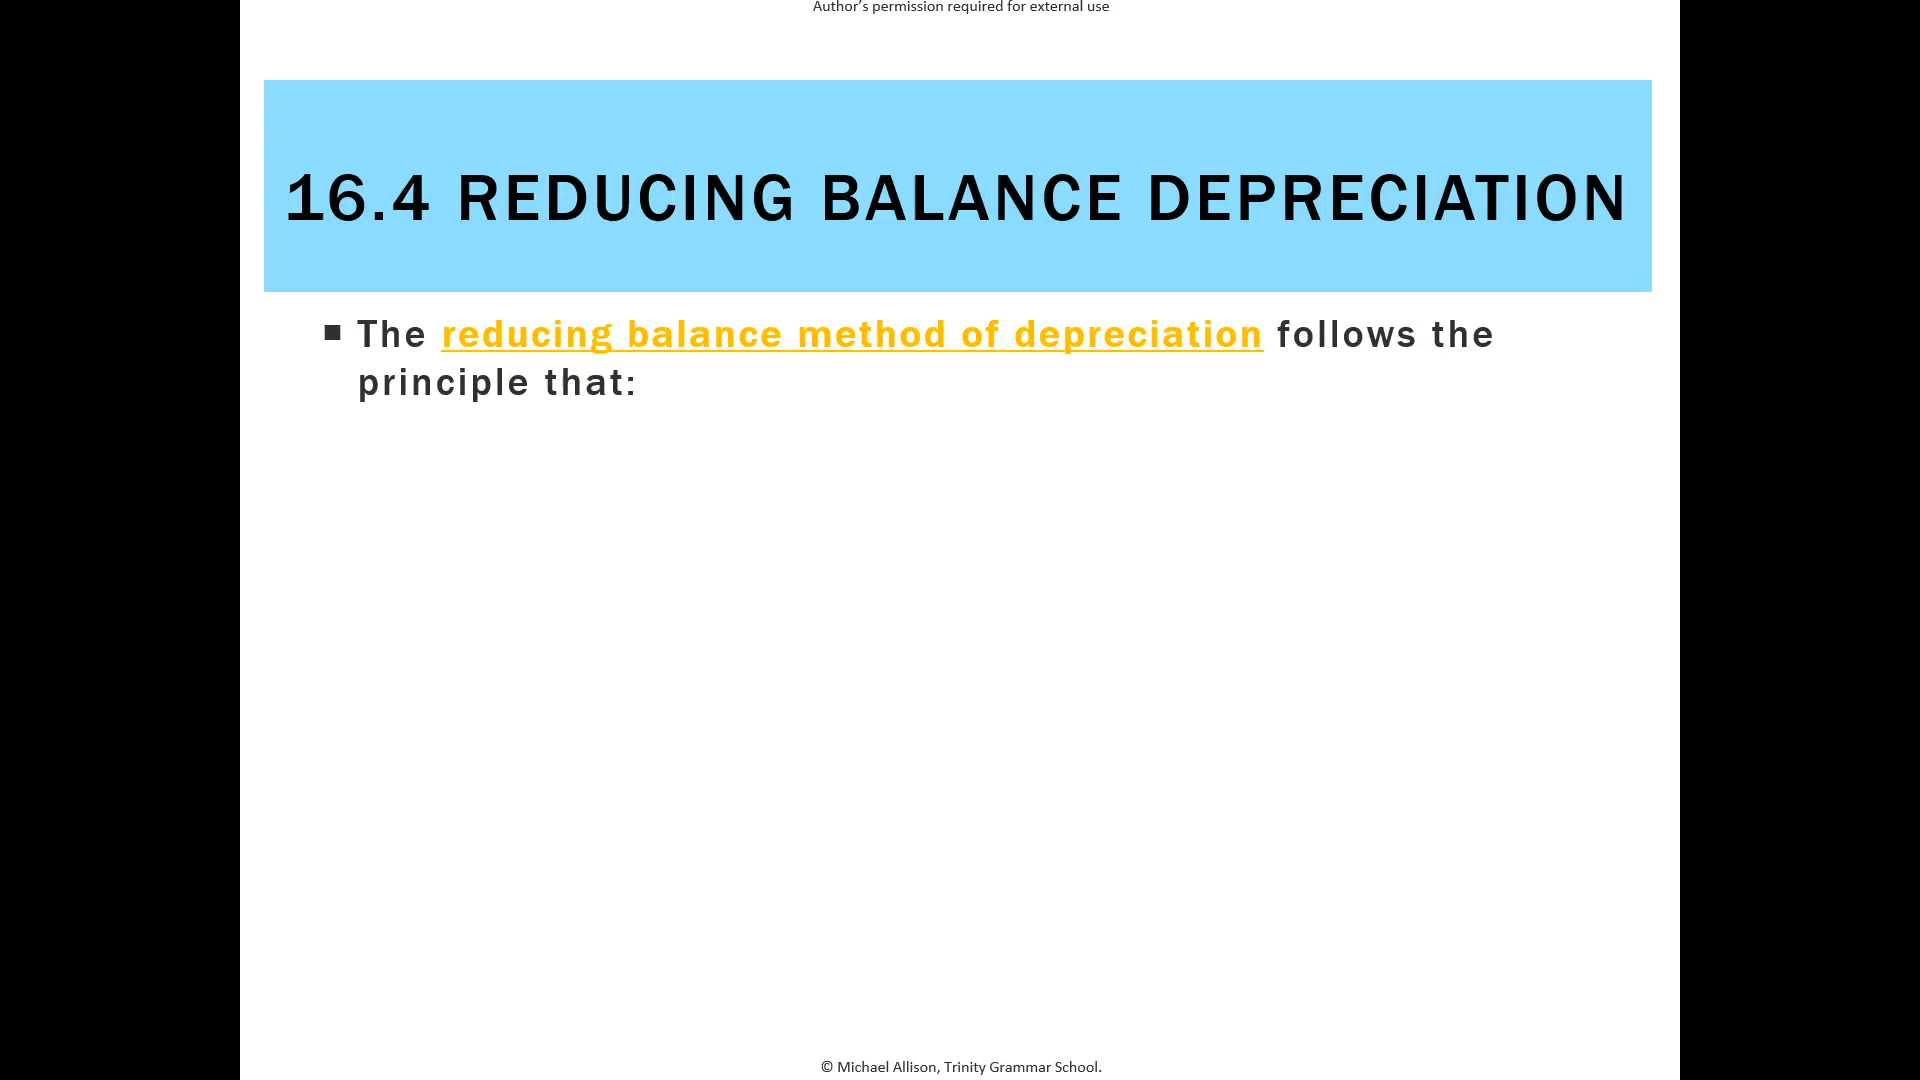 Author’s permission required for external use
16.4 REDUCING BALANCE DEPRECIATION
▪ The reducing balance method of depreciation follows the
principle that:
© Michael Allison, Trinity Grammar School.